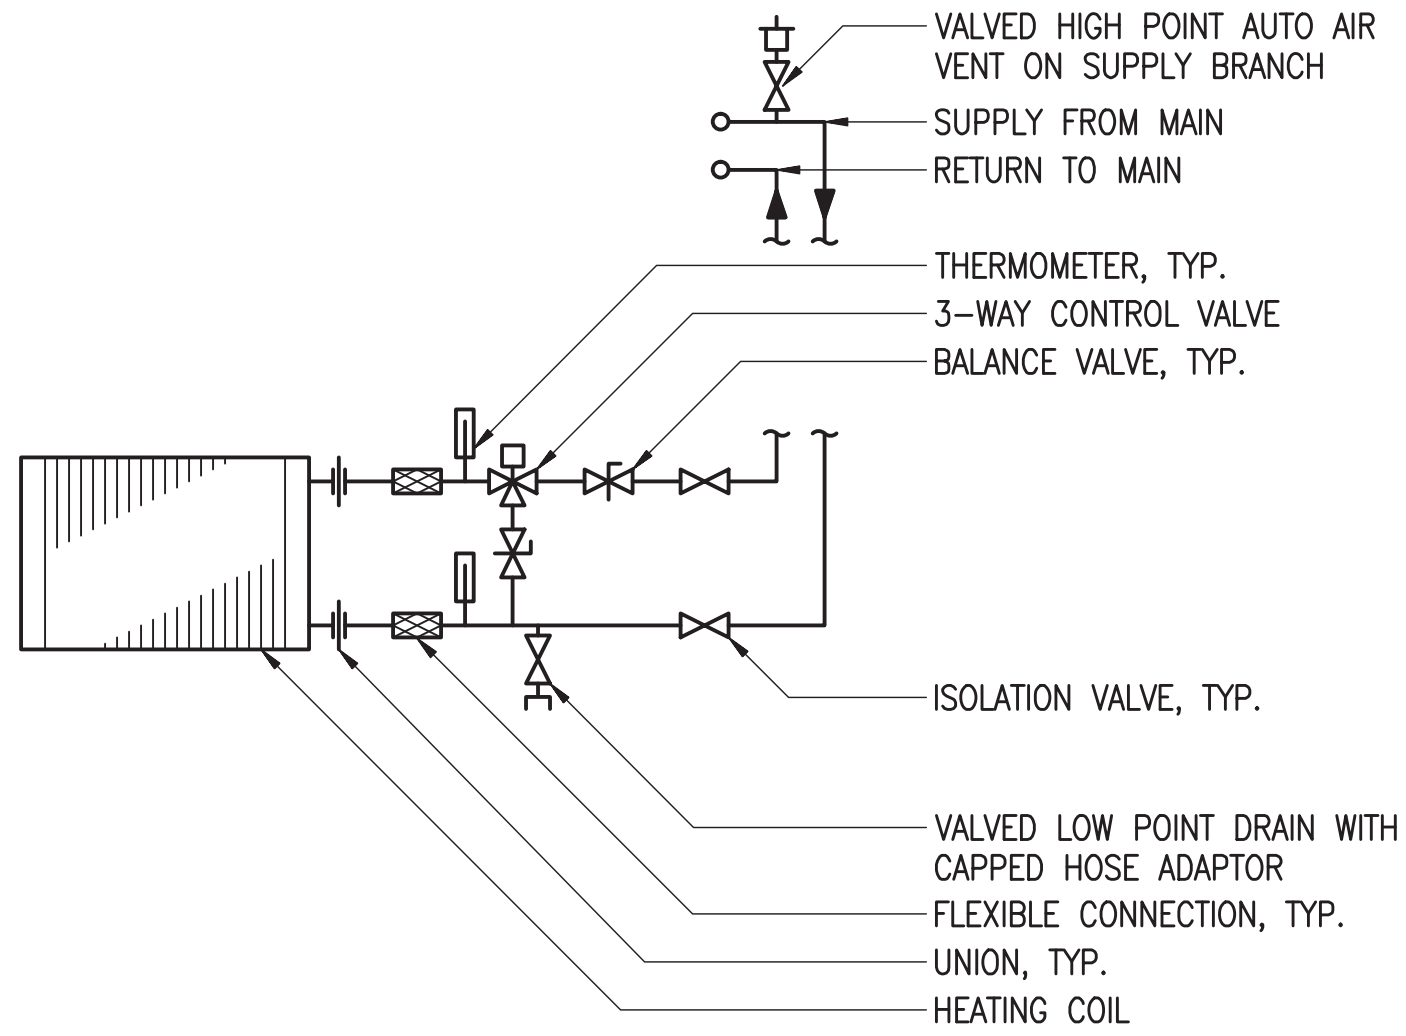 VALVED HIGH POINT AUTO AIR
VENT ON SUPPLY BRANCH
SUPPLY FROM MAIN
RETURN TO MAIN
THERMOMETER, TYP.
3-WAY CONTROL VALVE
BALANCE VALVE, TYP.
ISOLATION VALVE, TYP.
VALVED LOW POINT DRAIN WITH
CAPPED HOSE ADAPTOR
FLEXIBLE CONNECTION, TYP.
UNION, TYP.
HEATING COIL